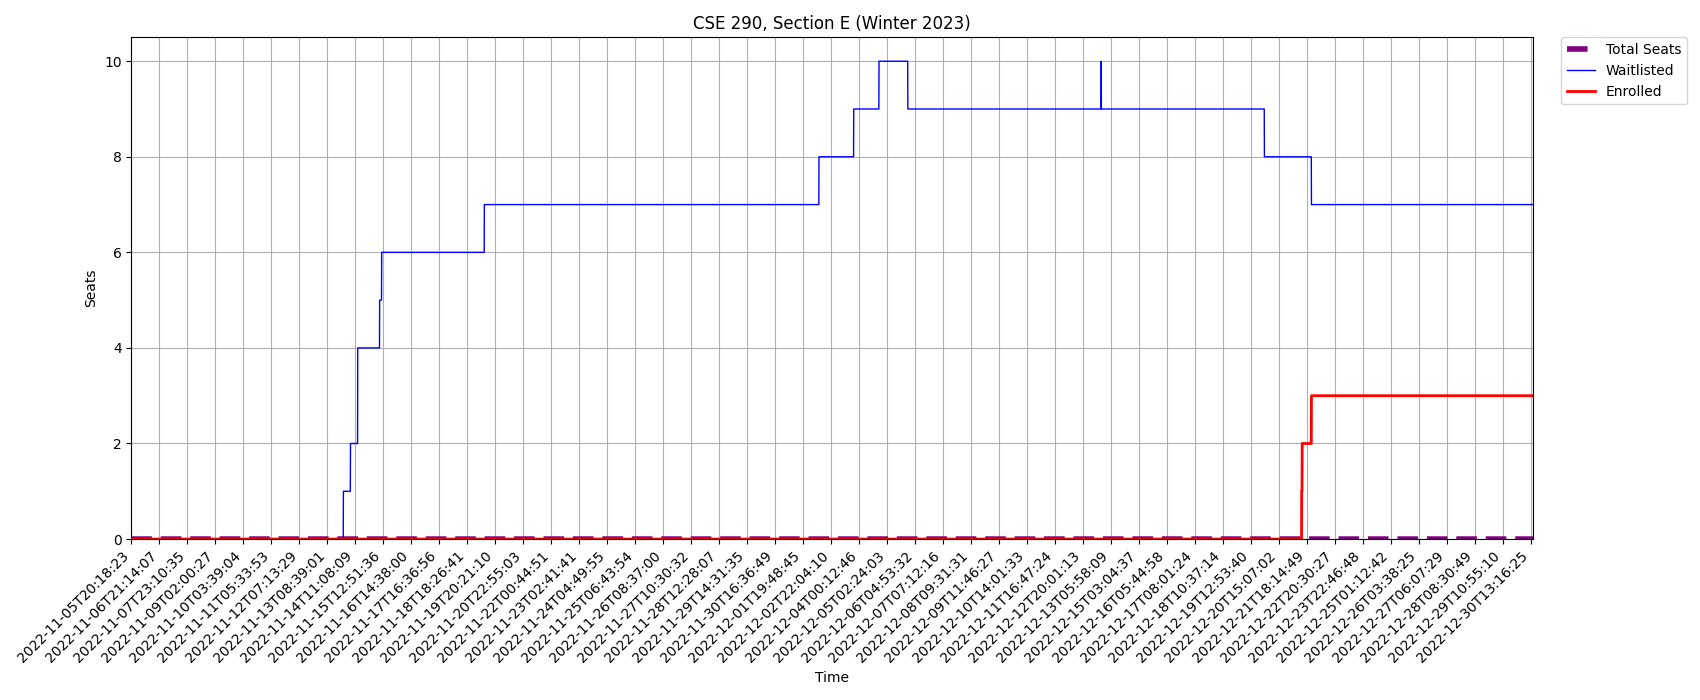 CSE 290, Section E (Winter 2023)
Total Seats
Waitlisted
Enrolled
10
8
6
4
2
0
Seats
2022-11-05T20:18:23
2022-11-06T21:14:07
2022-11-07T23:10:35
2022-11-09T02:00:27
2022-11-10T03:39:04
2022-11-11T05:33:53
2022-11-12T07:13:29
2022-11-13T08:39:01
2022-11-14T11:08:09
2022-11-15T12:51:36
2022-11-16T14:38:00
2022-11-17T16:36:56
2022-11-18T18:26:41
2022-11-19T20:21:10
2022-11-20T22:55:03
2022-11-22T00:44:51
2022-11-23T02:41:41
2022-11-24T04:49:55
2022-11-25T06:43:54
2022-11-26T08:37:00
2022-11-27T10:30:32
2022-11-28T12:28:07
2022-11-29T14:31:35
2022-11-30T16:36:49
2022-12-01T19:48:45
2022-12-02T22:04:10
2022-12-04T00:12:46
2022-12-05T02:24:03
2022-12-06T04:53:32
2022-12-07T07:12:16
2022-12-08T09:31:31
2022-12-09T11:46:27
2022-12-10T14:01:33
2022-12-11T16:47:24
2022-12-12T20:01:13
2022-12-13T23:58:09
2022-12-15T03:04:37
2022-12-16T05:44:58
2022-12-17T08:01:24
2022-12-18T10:37:14
2022-12-19T12:53:40
2022-12-20T15:07:02
2022-12-21T18:14:49
2022-12-22T20:30:27
2022-12-23T22:46:48
2022-12-25T01:12:42
2022-12-26T03:38:25
2022-12-27T06:07:29
2022-12-28T08:30:49
2022-12-29T10:55:10
2022-12-30T13:16:25
Time